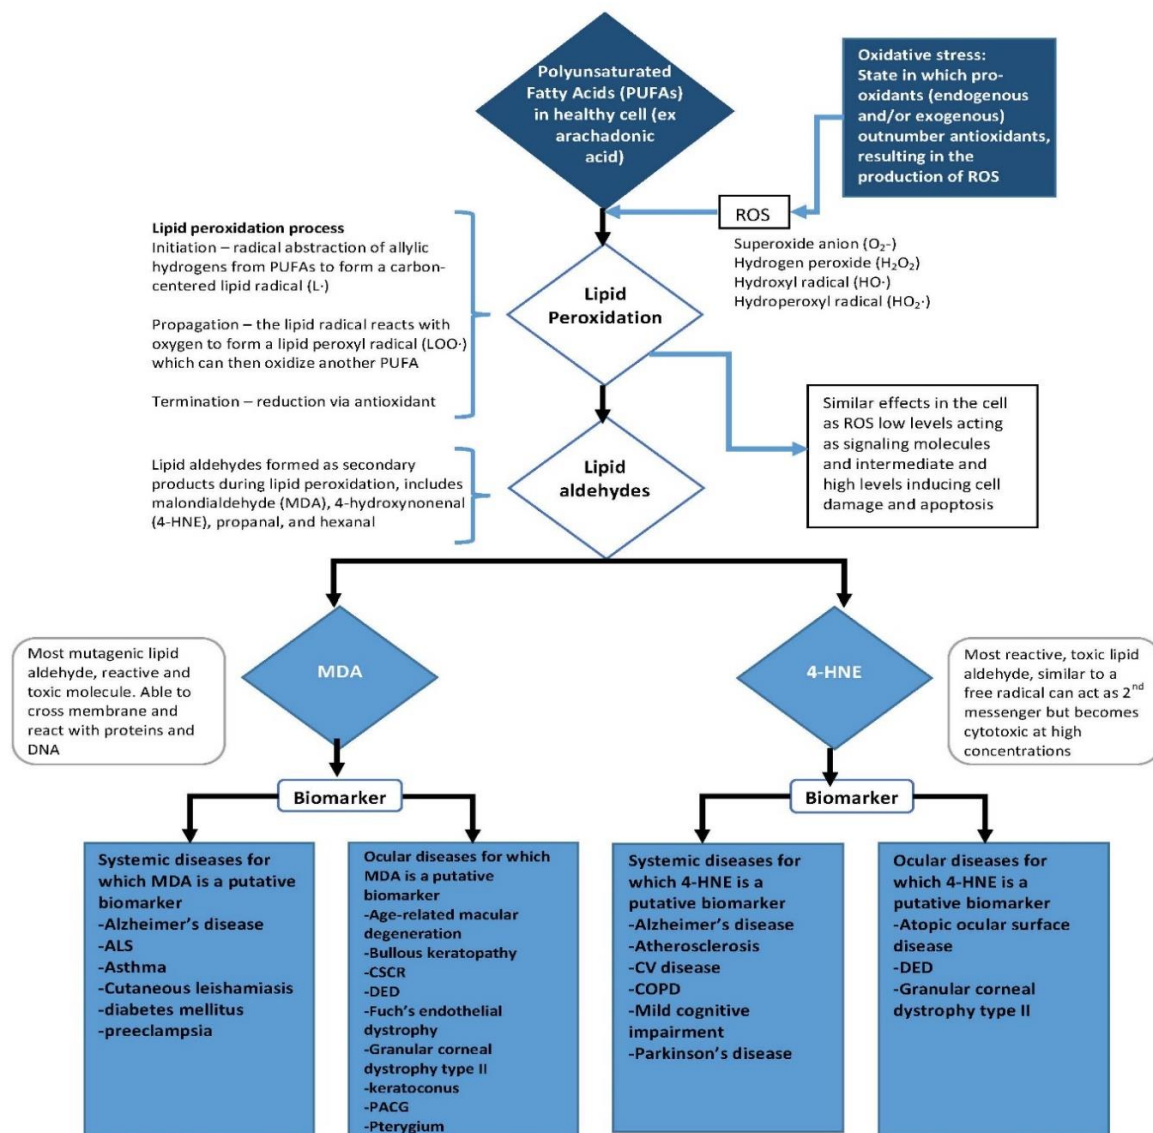 Polyunsaturated
Fatty Acids (PUFAs)
in healthy cell (ex
arachadonic
acid)
Oxidative stress:
State in which pro-
oxidants (endogenous
and/or exogenous)
outnumber antioxidants,
resulting in the
production of ROS
ROS
Superoxide anion (O₂-)
Hydrogen peroxide (H₂O₂)
Hydroxyl radical (HO·)
Hydroperoxyl radical (HO₂·)
Lipid peroxidation process
Initiation – radical abstraction of allylic
hydrogens from PUFAs to form a carbon-
centered lipid radical (L·)
Propagation – the lipid radical reacts with
oxygen to form a lipid peroxyl radical (LOO·)
which can then oxidize another PUFA
Termination – reduction via antioxidant
Lipid
Peroxidation
Similar effects in the cell
as ROS low levels acting
as signaling molecules
and intermediate and
high levels inducing cell
damage and apoptosis
Lipid aldehydes formed as secondary
products during lipid peroxidation, includes
malondialdehyde (MDA), 4-hydroxynonenal
(4-HNE), propanal, and hexanal
Lipid
aldehydes
Most mutagenic lipid
aldehyde, reactive and
toxic molecule. Able to
cross membrane and
react with proteins and
DNA
MDA
4-HNE
Most reactive, toxic lipid
aldehyde, similar to a
free radical can act as 2nd
messenger but becomes
cytotoxic at high
concentrations
Biomarker
Biomarker
Systemic diseases for
which MDA is a putative
biomarker
-Alzheimer's disease
-ALS
-Asthma
-Cutaneous leishamiasis
-diabetes mellitus
-preeclampsia
Ocular diseases for which
MDA is a putative
biomarker
-Age-related macular
degeneration
-Bullous keratopathy
-CSCR
-DED
-Fuch's endothelial
dystrophy
-Granular corneal
dystrophy type II
-keratoconus
-PACG
-Pterygium
Systemic diseases for
which 4-HNE is a
putative biomarker
-Alzheimer's disease
-Atherosclerosis
-CV disease
-COPD
-Mild cognitive
impairment
-Parkinson's disease
Ocular diseases for
which 4-HNE is a
putative biomarker
-Atopic ocular surface
disease
-DED
-Granular corneal
dystrophy type II